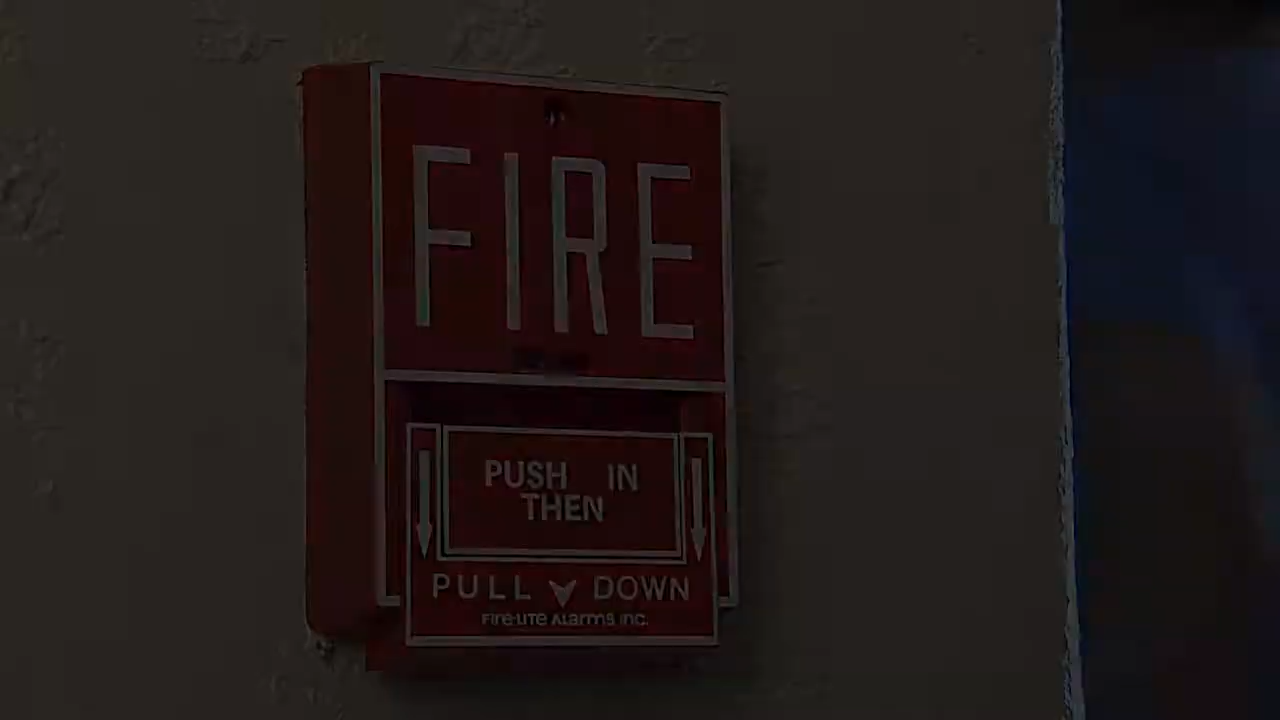 FIRE
PUSH IN
THEN
PULL DOWN
FIRE-LITE ALARMS INC.